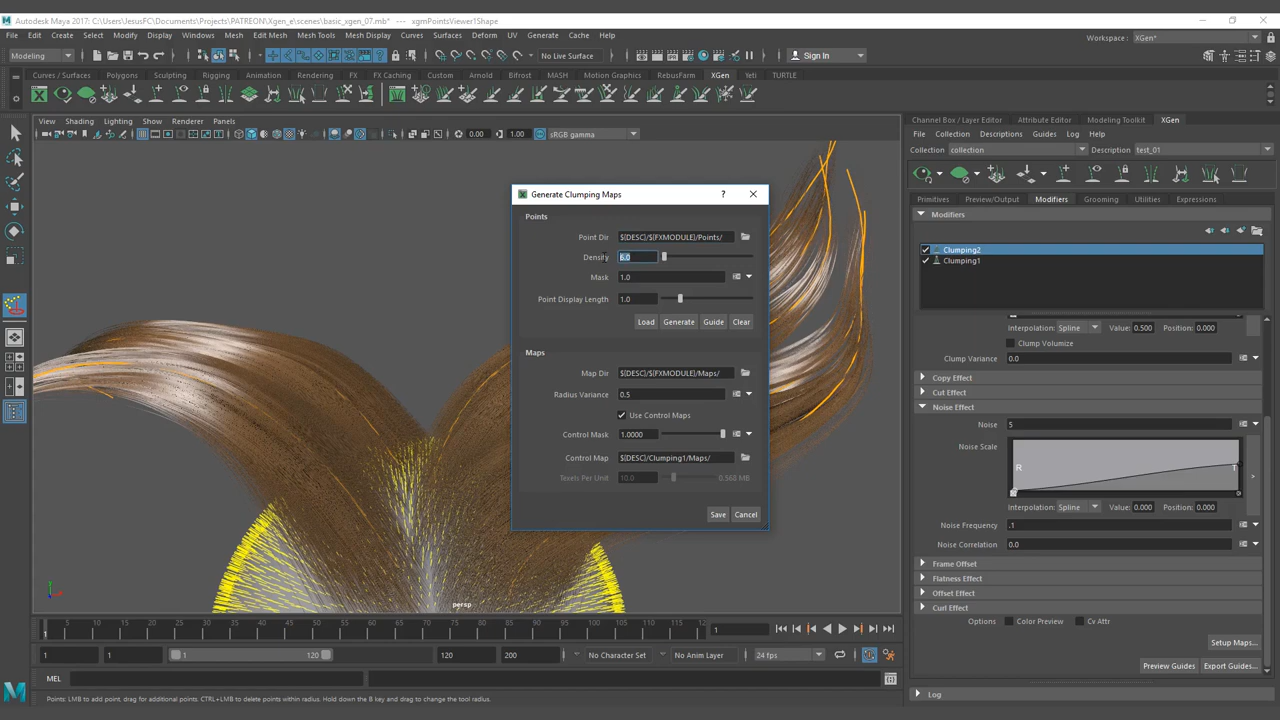 Autodesk Maya 2017: C:\Users\JesusFC\Documents\Projects\PATREON\Xgen_e\scenes\basic_xgen_07.mb* --- xgmPointsViewer1Shape
File Edit Create Select Modify Display Windows Mesh Edit Mesh Mesh Tools Mesh Display Curves Surfaces Deform UV Generate Cache Help
Workspace : XGen*
Modeling
No Live Surface
Sign In
Curves / Surfaces Polygons Sculpting Rigging Animation Rendering FX FX Caching Custom Arnold Bifrost MASH Motion Graphics RebusFarm XGen Yeti TURTLE
View Shading Lighting Show Renderer Panels
0.00 1.00 sRGB gamma
Channel Box / Layer Editor Attribute Editor Modeling Toolkit XGen
File Collection Descriptions Guides Log Help
Collection collection Description test_01
Primitives Preview/Output Modifiers Grooming Utilities Expressions
Modifiers
Clumping2
Clumping1
Interpolation: Spline Value: 0.500 Position: 0.000
Clump Volumize
Clump Variance 0.0
Copy Effect
Cut Effect
Noise Effect
Noise 5
Noise Scale
R T
Interpolation: Spline Value: 0.000 Position: 0.000
Noise Frequency .1
Noise Correlation 0.0
Frame Offset
Flatness Effect
Offset Effect
Curl Effect
Options Color Preview Cv Attr
Setup Maps...
Preview Guides Export Guides...
Log
Generate Clumping Maps ?
Points
Point Dir ${DESC}/${FXMODULE}/Points/
Density 6.0
Mask 1.0
Point Display Length 1.0
Load Generate Guide Clear
Maps
Map Dir ${DESC}/${FXMODULE}/Maps/
Radius Variance 0.5
Use Control Maps
Control Mask 1.0000
Control Map ${DESC}/Clumping1/Maps/
Texels Per Unit 10.0 0.568 MB
Save Cancel
persp
5 10 15 20 25 30 35 40 45 50 55 60 65 70 75 80 85 90 95 100 105 110 115 12
1
1
1 1 1 120 120 200 No Character Set No Anim Layer 24 fps
MEL
Points: LMB to add point, drag for additional points. CTRL+LMB to delete points within radius. Hold down the B key and drag to change the tool radius.